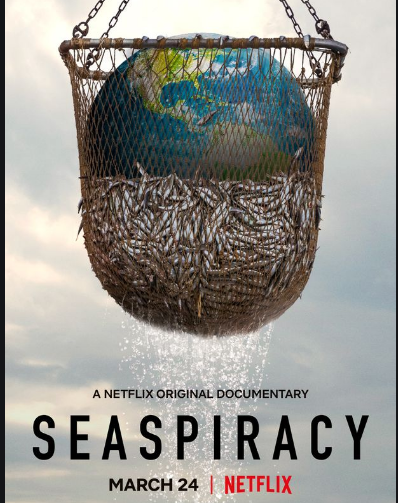 A NETFLIX ORIGINAL DOCUMENTARY
SEASPIRACY
MARCH 24 | NETFLIX